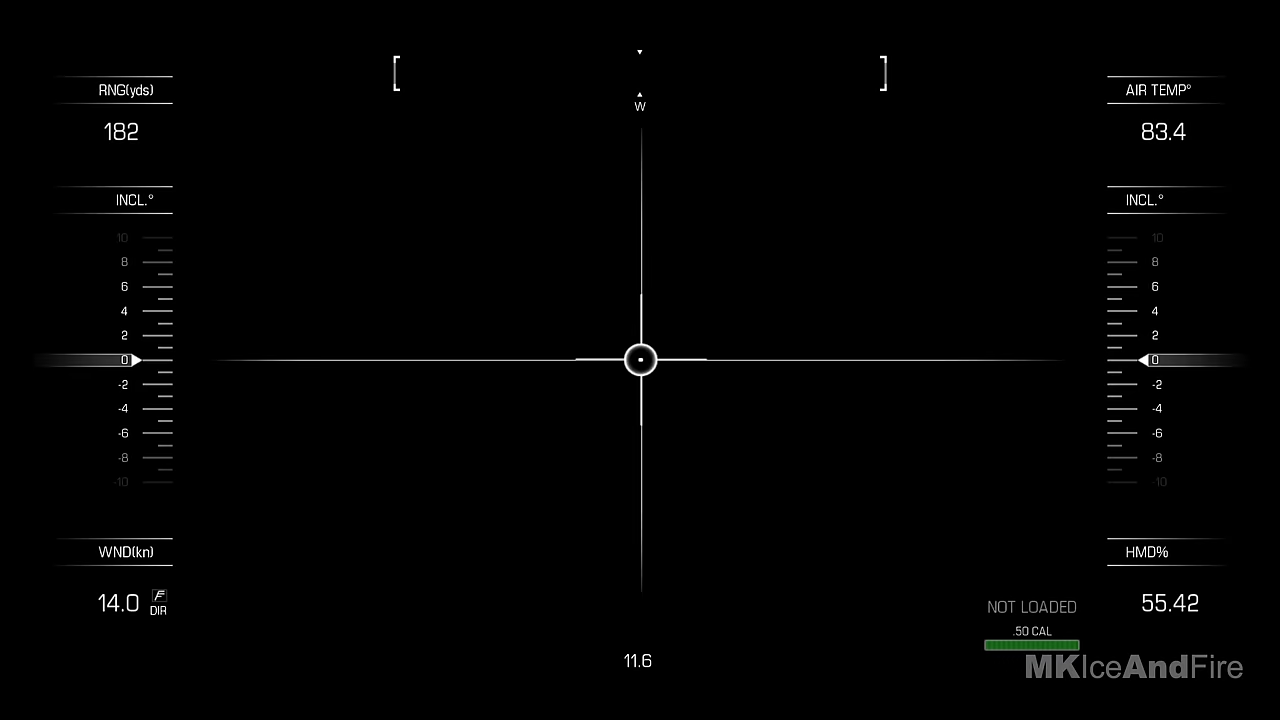 W
RNG(yds)
182
INCL.°
10
8
6
4
2
0
-2
-4
-6
-8
-10
WND(kn)
14.0
F
DIR
11.6
AIR TEMP°
83.4
INCL.°
10
8
6
4
2
0
-2
-4
-6
-8
10
HMD%
55.42
NOT LOADED
.50 CAL
MKIceAndFire